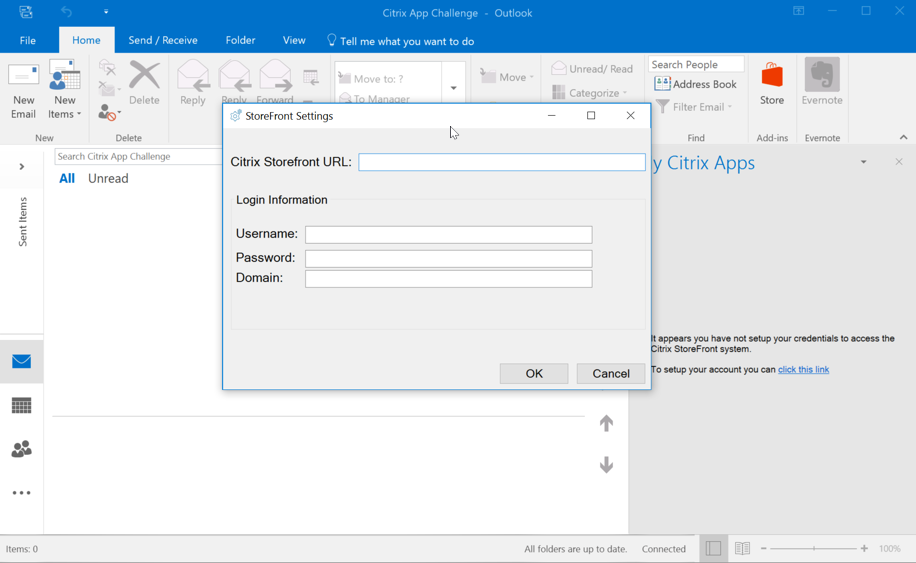 Citrix App Challenge - Outlook
File
Home
Send / Receive
Folder
View
Tell me what you want to do
New
Email
New
Items
New
Delete
Delete
Reply
Reply
Forward
Move to: ?
To Manager
Move
Unread/ Read
Categorize
Search People
Address Book
Filter Email
Find
Store
Add-ins
Evernote
Evernote
Search Citrix App Challenge
All
Unread
Sent Items
StoreFront Settings
Citrix Storefront URL:
Login Information
Username:
Password:
Domain:
OK
Cancel
y Citrix Apps
It appears you have not setup your credentials to access the
Citrix StoreFront system.
To setup your account you can click this link
Items: 0
All folders are up to date.
Connected
100%